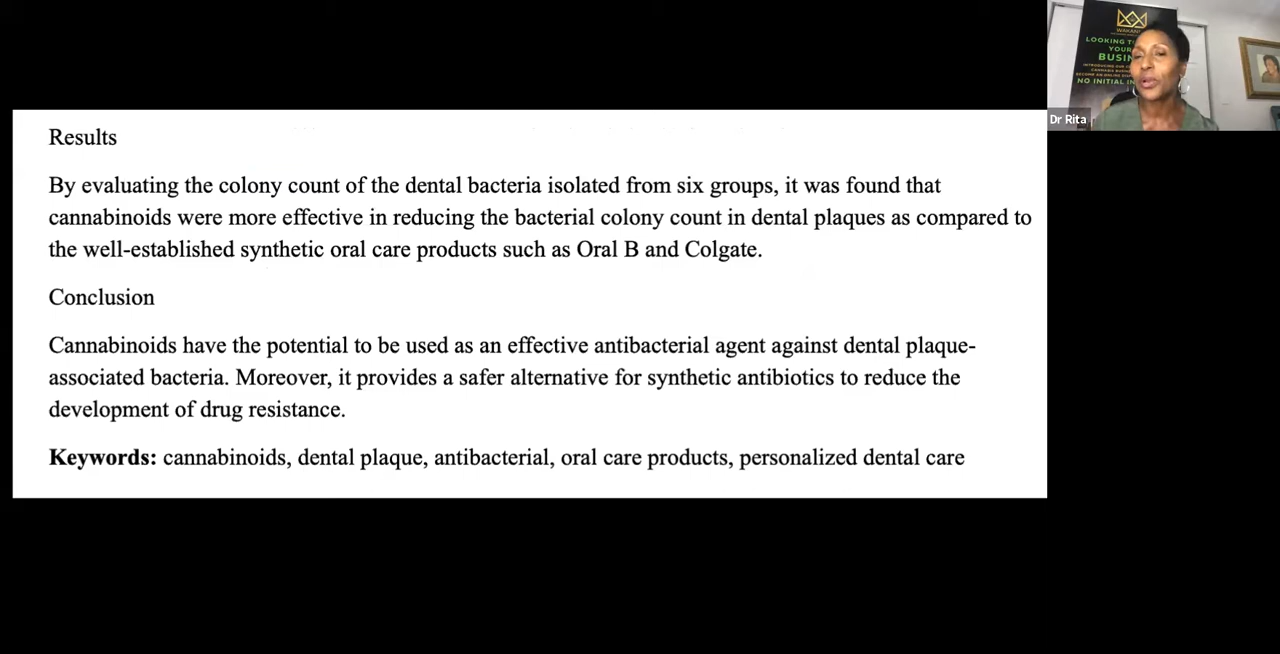 Results
By evaluating the colony count of the dental bacteria isolated from six groups, it was found that
cannabinoids were more effective in reducing the bacterial colony count in dental plaques as compared to
the well-established synthetic oral care products such as Oral B and Colgate.
Conclusion
Cannabinoids have the potential to be used as an effective antibacterial agent against dental plaque-
associated bacteria. Moreover, it provides a safer alternative for synthetic antibiotics to reduce the
development of drug resistance.
Keywords: cannabinoids, dental plaque, antibacterial, oral care products, personalized dental care
LOOKING
YOUR
NO INITIAL
Dr Rita